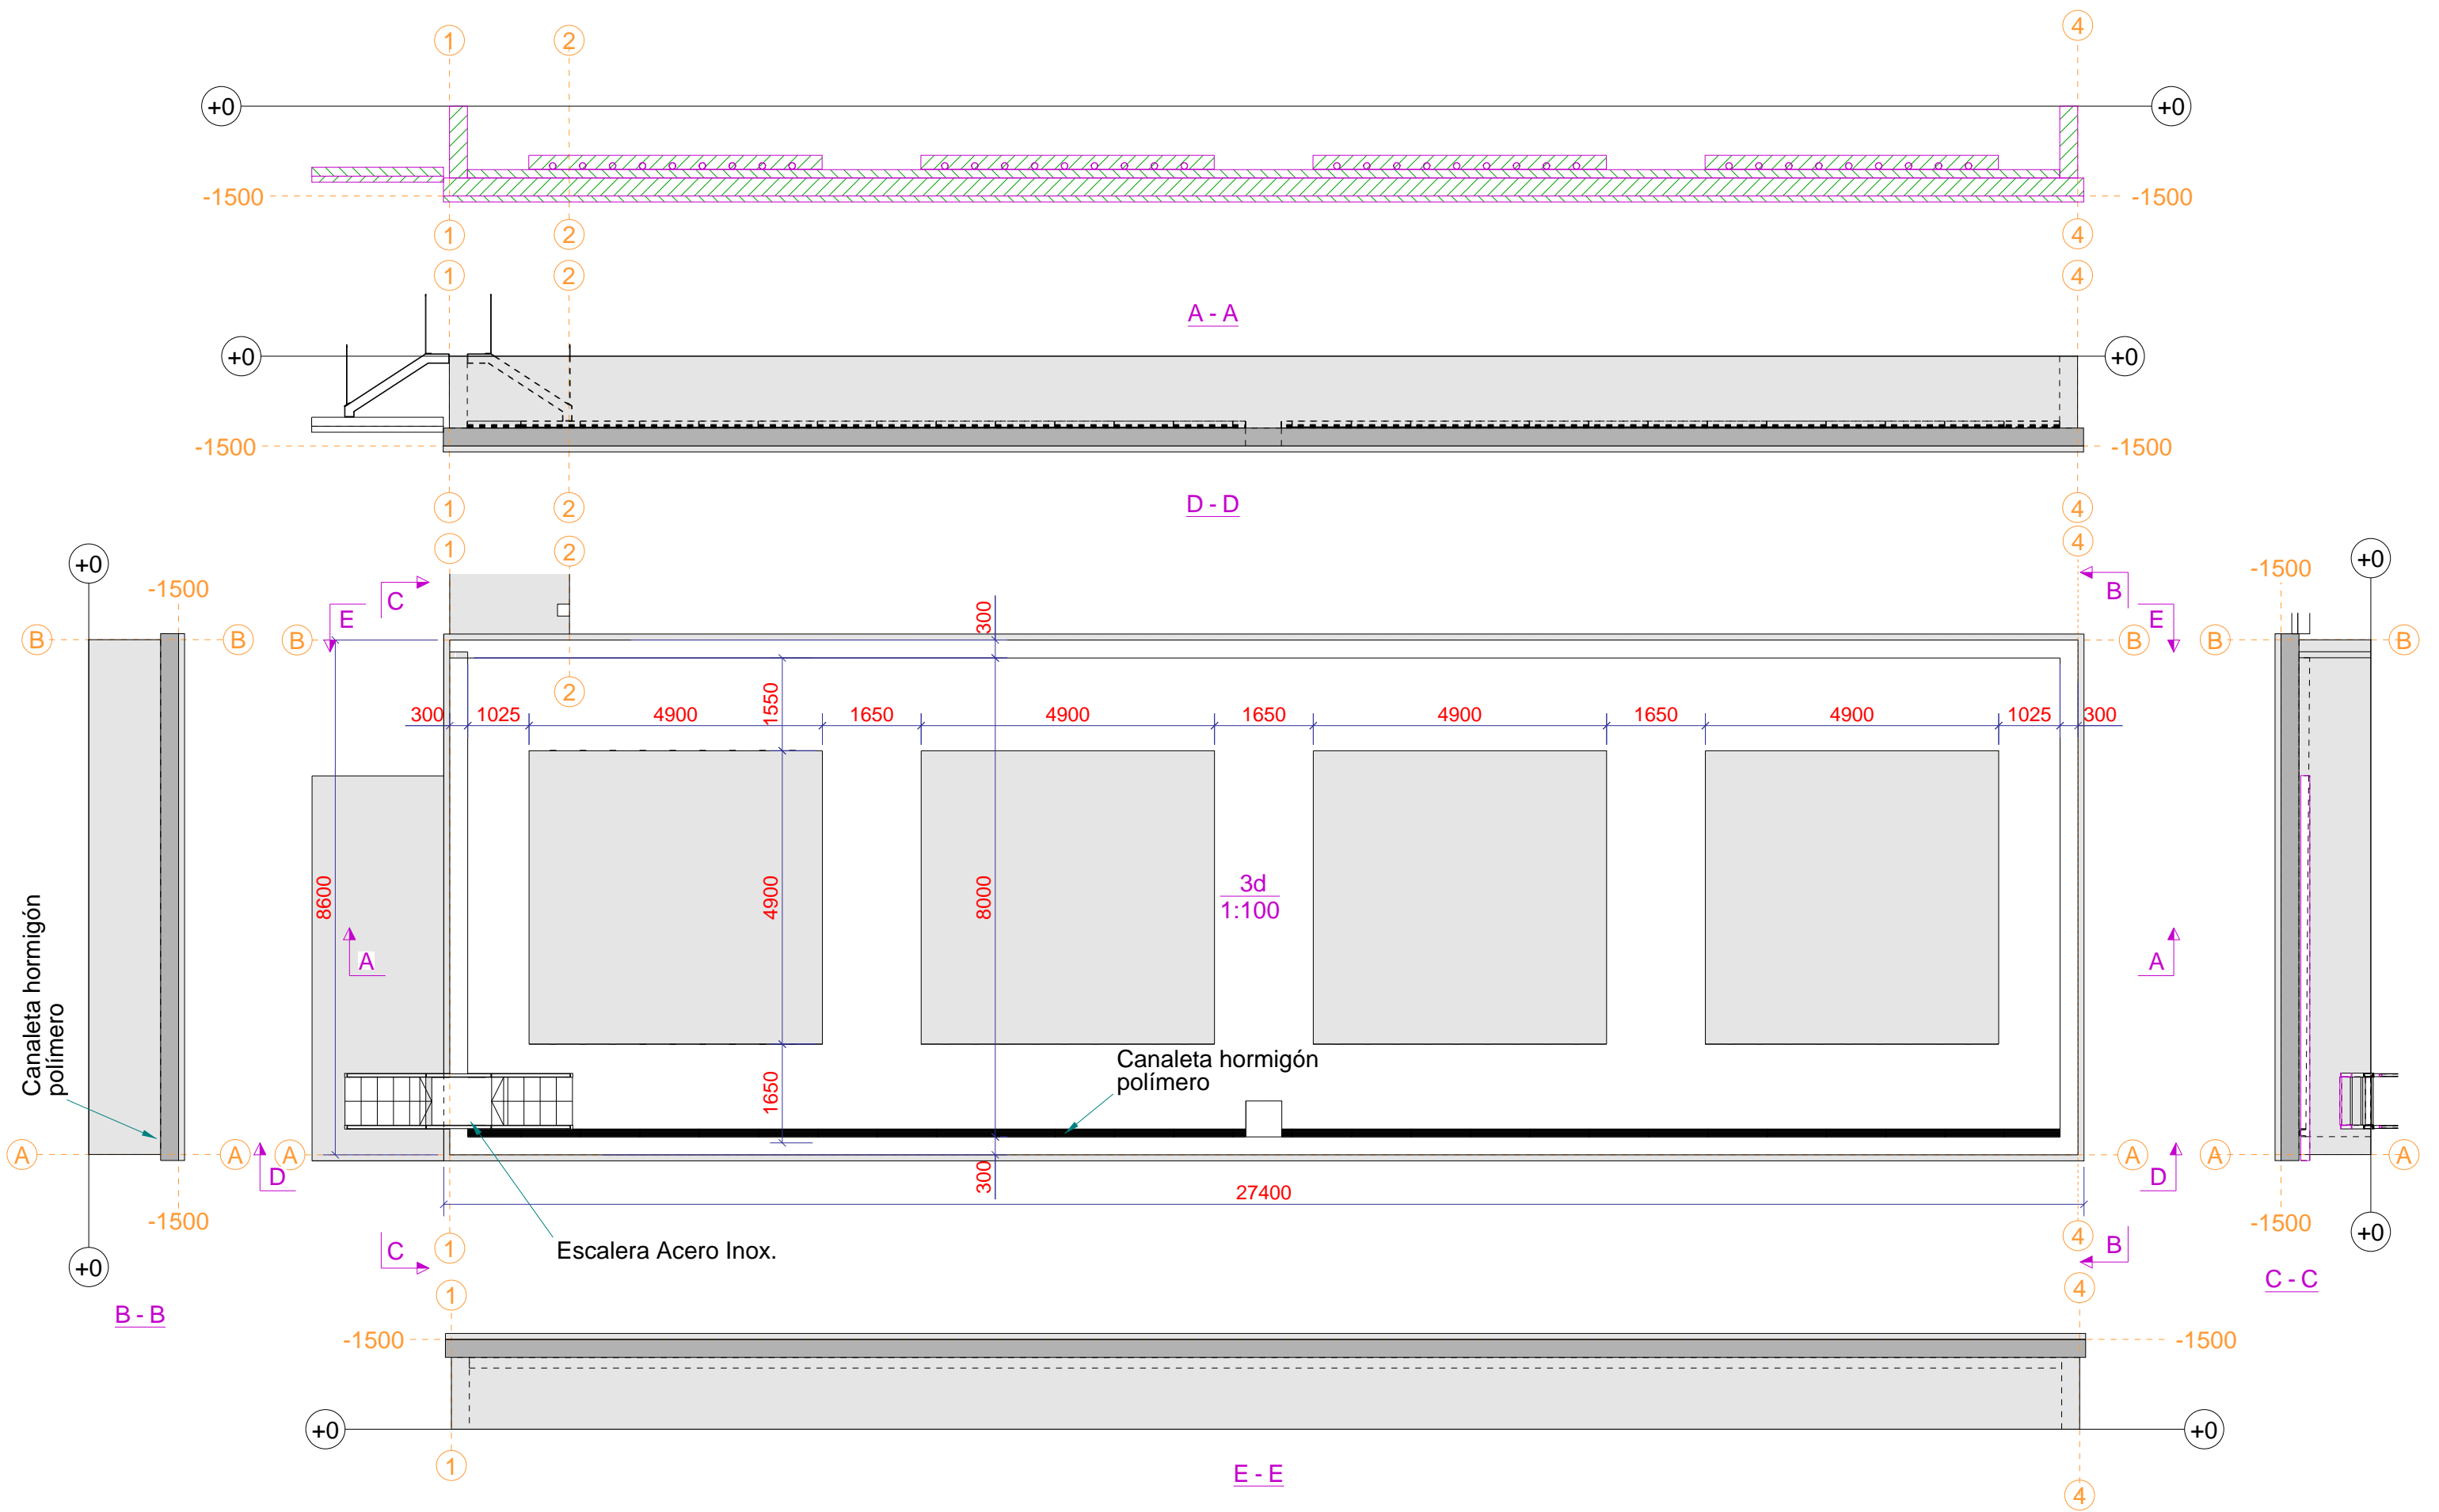 1 2 4
+0 +0
-1500 -1500
1 2 4
1 2 4
A - A
+0 +0
-1500 -1500
D - D
1 2 4
1 2 4
+0 -1500
C E
B E
-1500 +0
B B B
B B B
2
300
300 1025 4900 1650 4900 1650 4900 1650 4900 1025 300
1550
8600
4900
8000
3d
1:100
A
A
Canaleta hormigón
polímero
Canaleta hormigón
polímero
1650
A A A
A A A
D
D
300
27400
-1500 -1500
+0 +0
C
B
1 4
Escalera Acero Inox.
B - B
C - C
1 4
-1500 -1500
+0 +0
1 4
E - E